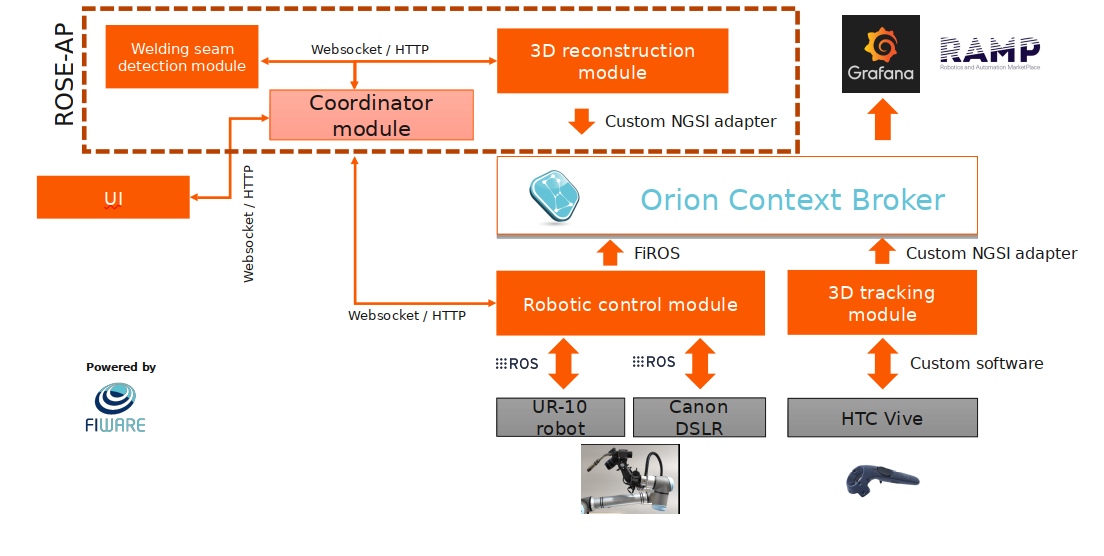 ROSE-AP
Welding seam
detection module
Websocket / HTTP
3D reconstruction
module
Coordinator
module
Custom NGSI adapter
Grafana
RAMP
Robotics and Automation MarketPlace
UI
Websocket / HTTP
Orion Context Broker
FiROS
Custom NGSI adapter
Robotic control module
3D tracking
module
Websocket / HTTP
ROS
ROS
Custom software
Powered by
FIWARE
UR-10
robot
Canon
DSLR
HTC Vive